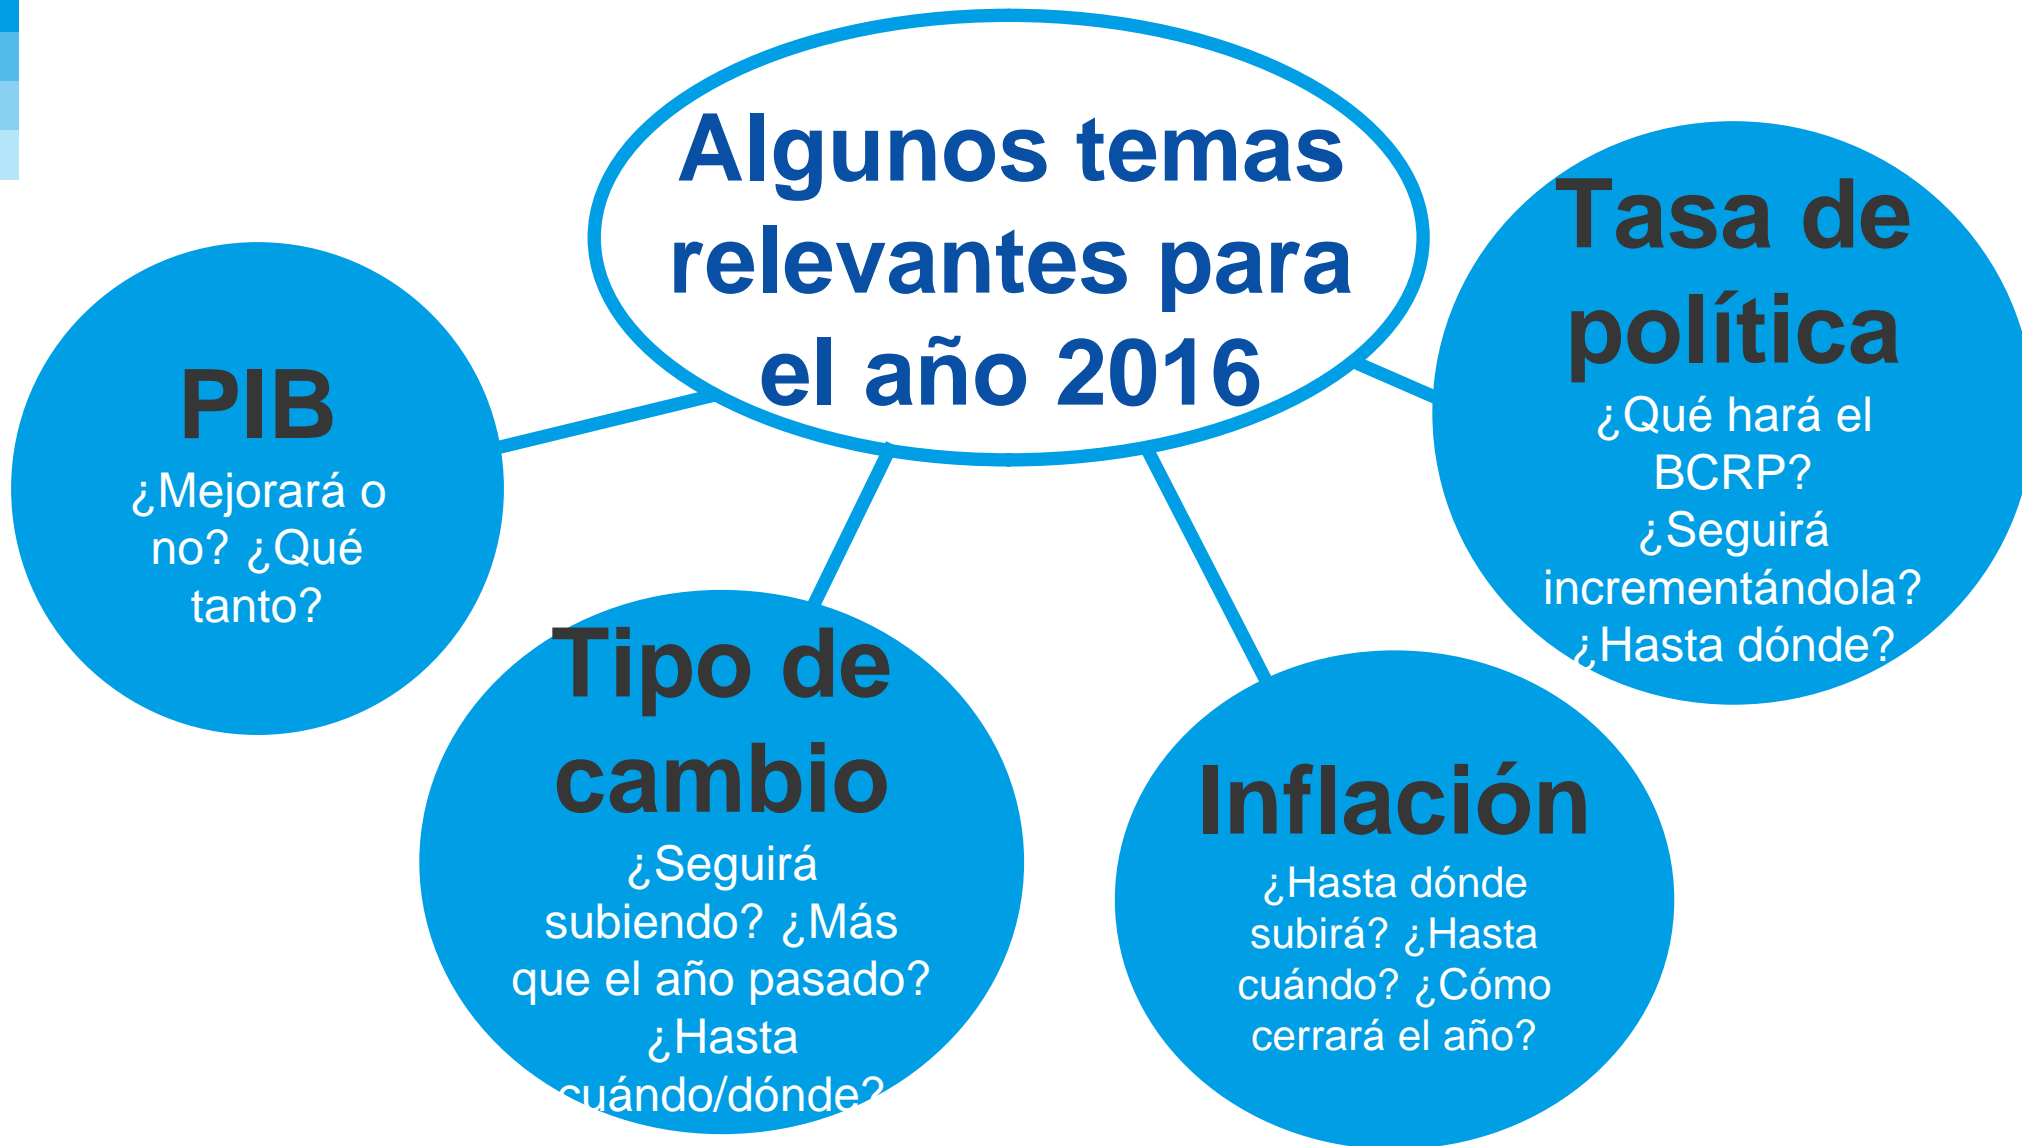 Algunos temas
relevantes para
el año 2016
PIB
¿Mejorará o
no? ¿Qué
tanto?
Tipo de
cambio
¿Seguirá
subiendo? ¿Más
que el año pasado?
¿Hasta
cuándo/dónde?
Inflación
¿Hasta dónde
subirá? ¿Hasta
cuándo? ¿Cómo
cerrará el año?
Tasa de
política
¿Qué hará el
BCRP?
¿Seguirá
incrementándola?
¿Hasta dónde?